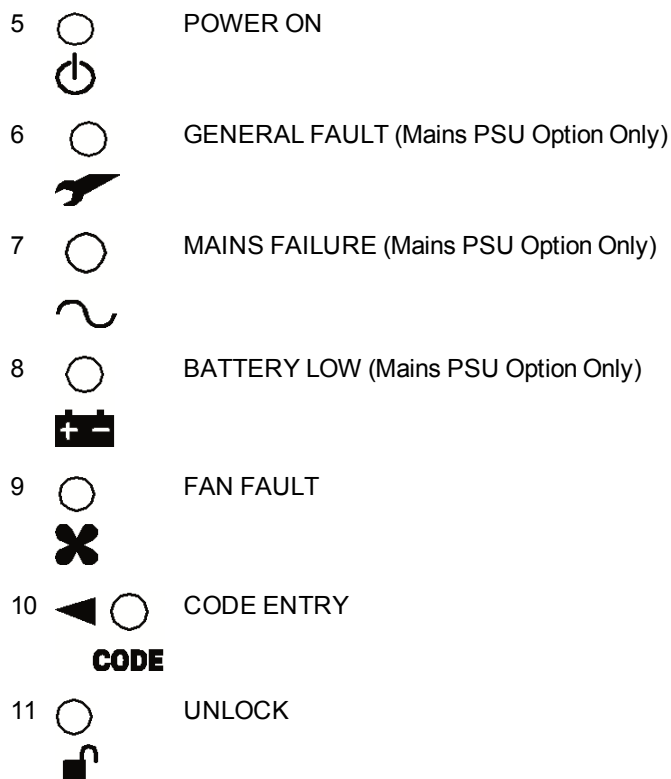 5 POWER ON
6 GENERAL FAULT (Mains PSU Option Only)
7 MAINS FAILURE (Mains PSU Option Only)
8 BATTERY LOW (Mains PSU Option Only)
9 FAN FAULT
10 CODE ENTRY
CODE
11 UNLOCK